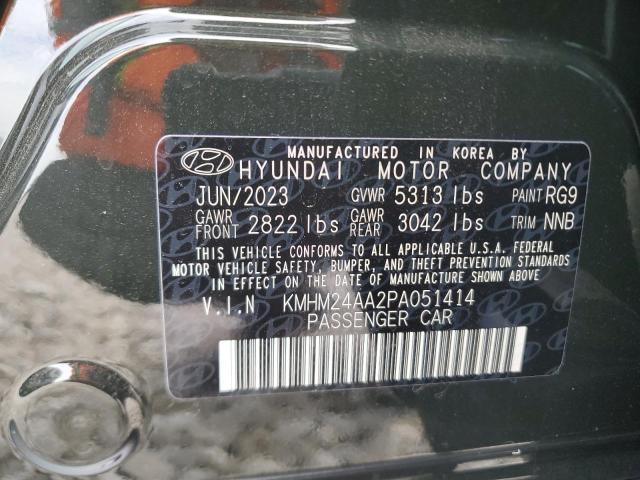 MANUFACTURED IN KOREA BY
HYUNDAI MOTOR COMPANY
JUN/2023 GVWR 5313 lbs PAINT RG9
GAWR FRONT 2822 lbs GAWR REAR 3042 lbs TRIM NNB
THIS VEHICLE CONFORMS TO ALL APPLICABLE U.S.A. FEDERAL
MOTOR VEHICLE SAFETY, BUMPER, AND THEFT PREVENTION STANDARDS
IN EFFECT ON THE DATE OF MANUFACTURE SHOWN ABOVE.
V.I.N KMHM24AA2PA051414
PASSENGER CAR